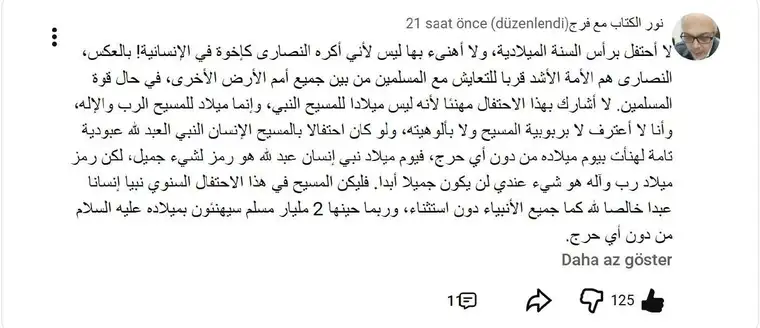 نور الكتاب مع فرج (düzenlendi) 21 saat önce
لا أحتفل برأس السنة الميلادية، ولا أهنىء بها ليس لأني أكره النصارى كإخوة في الإنسانية! بالعكس،
النصارى هم الأمة الأشد قربا للتعايش مع المسلمين من بين جميع أمم الأرض الأخرى، في حال قوة
المسلمين. لا أشارك بهذا الاحتفال مهنئا لأنه ليس ميلادا للمسيح النبي، وإنما ميلاد للمسيح الرب والإله،
وأنا لا أعترف لا بربوبية المسيح ولا بألوهيته، ولو كان احتفالا بالمسيح الإنسان النبي العبد لله عبودية
تامة لهنأت بيوم ميلاده من دون أي حرج، فيوم ميلاد نبي إنسان عبد لله هو رمز لشيء جميل، لكن رمز
ميلاد رب وآله هو شيء عندي لن يكون جميلا أبدا. فليكن المسيح في هذا الاحتفال السنوي نبيا إنسانا
عبدا خالصا لله كما جميع الأنبياء دون استثناء، وربما حينها 2 مليار مسلم سيهنئون بميلاده عليه السلام
من دون أي حرج.
Daha az göster
125
11